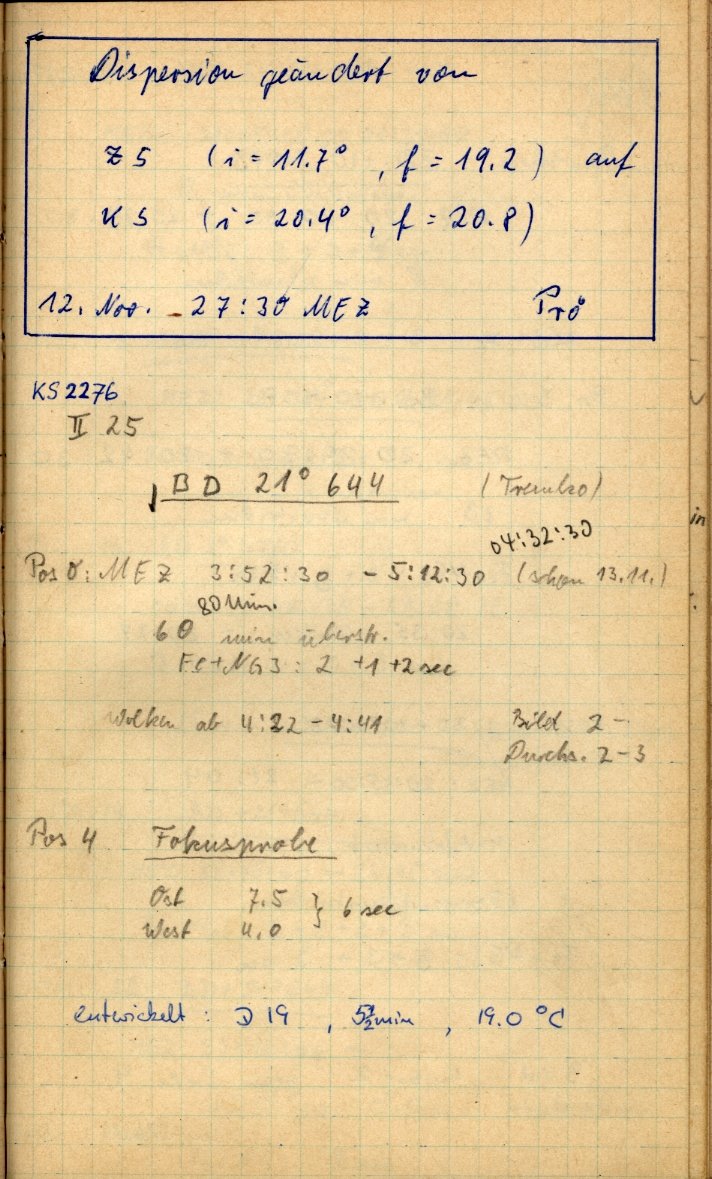 Dispersion geändert von
ZS (i = 11.7° , f = 19.2) auf
KS (i = 20.4° , f = 20.8)
12. Nov. - 27:30 MEZ Prö
KS 2276
II 25
BD 21° 644 (Tremko)
04:32:30
Pos 0: MEZ 3:52:30 - 5:12:30 (schon 13.11.)
80 Min.
60 min überstr.
Fe+NG3: 2 +1 +2 sec
Wolken ab 4:22 - 4:41 Bild 2-
Durchs. 2-3
Pos 4 Fokusprobe
Ost 7.5 } 6 sec
West 4.0
entwickelt: D 19 , 5½ min , 19.0 °C
in